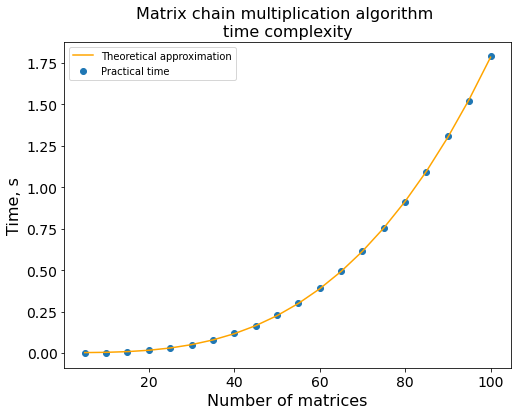 Matrix chain multiplication algorithm
time complexity
Theoretical approximation
Practical time
1.75
1.50
1.25
1.00
0.75
0.50
0.25
0.00
Time, s
20
40
60
80
100
Number of matrices